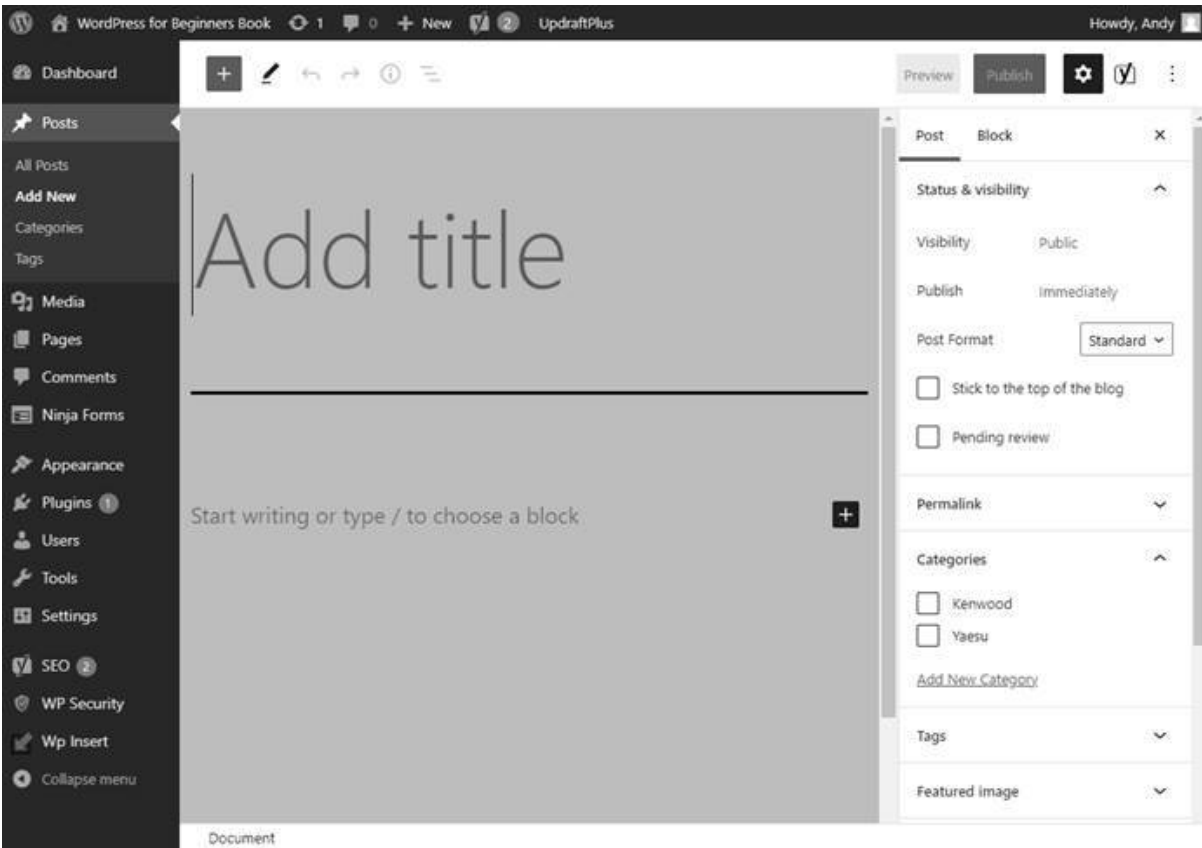 WordPress for Beginners Book 1 0 + New 2 UpdraftPlus Howdy, Andy
Dashboard
Posts
All Posts
Add New
Categories
Tags
Media
Pages
Comments
Ninja Forms
Appearance
Plugins 1
Users
Tools
Settings
SEO 2
WP Security
Wp Insert
Collapse menu
Preview Publish
Add title
Start writing or type / to choose a block
Document
Post Block
Status & visibility
Visibility Public
Publish Immediately
Post Format Standard
Stick to the top of the blog
Pending review
Permalink
Categories
Kenwood
Yaesu
Add New Category
Tags
Featured image